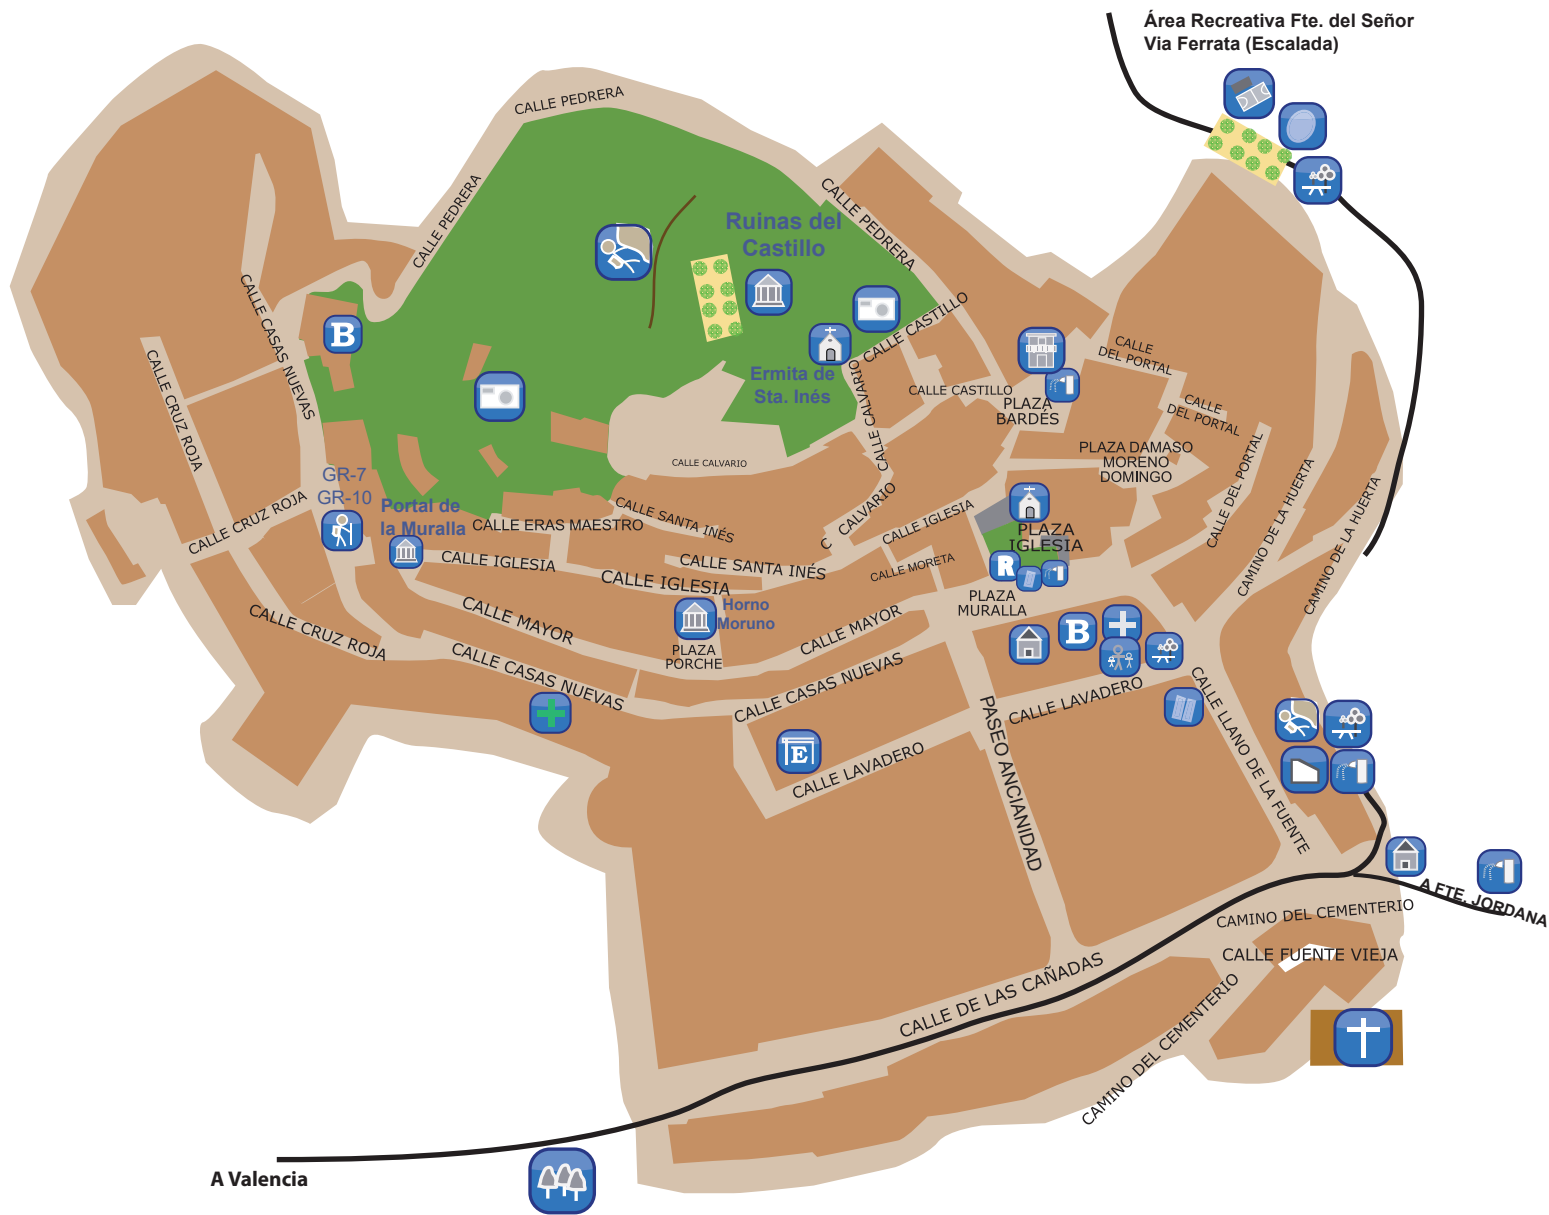 Área Recreativa Fte. del Señor
Via Ferrata (Escalada)
CALLE PEDRERA
CALLE PEDRERA
CALLE PEDRERA
Ruinas del
Castillo
CALLE CASAS NUEVAS
B
CALLE CASTILLO
CALLE CRUZ ROJA
Ermita de
Sta. Inés
CALLE CALVARIO
CALLE CASTILLO
PLAZA
BARDÉS
CALLE
DEL PORTAL
CALLE
DEL PORTAL
CALLE CALVARIO
PLAZA DAMASO
MORENO
DOMINGO
CALLE DEL PORTAL
CAMINO DE LA HUERTA
CAMINO DE LA HUERTA
GR-7
GR-10
CALLE CRUZ ROJA
Portal de
la Muralla
CALLE ERAS MAESTRO
CALLE SANTA INÉS
C CALVARIO
CALLE IGLESIA
PLAZA
IGLESIA
CALLE IGLESIA
CALLE SANTA INÉS
CALLE MORETA
R
CALLE IGLESIA
PLAZA
MURALLA
CALLE CRUZ ROJA
CALLE MAYOR
Horno
Moruno
CALLE MAYOR
B
PLAZA
PORCHE
CALLE CASAS NUEVAS
CALLE CASAS NUEVAS
CALLE LAVADERO
CALLE LLANO DE LA FUENTE
PASEO ANCIANIDAD
E
CALLE LAVADERO
A FTE. JORDANA
CAMINO DEL CEMENTERIO
CALLE FUENTE VIEJA
CALLE DE LAS CAÑADAS
CAMINO DEL CEMENTERIO
A Valencia